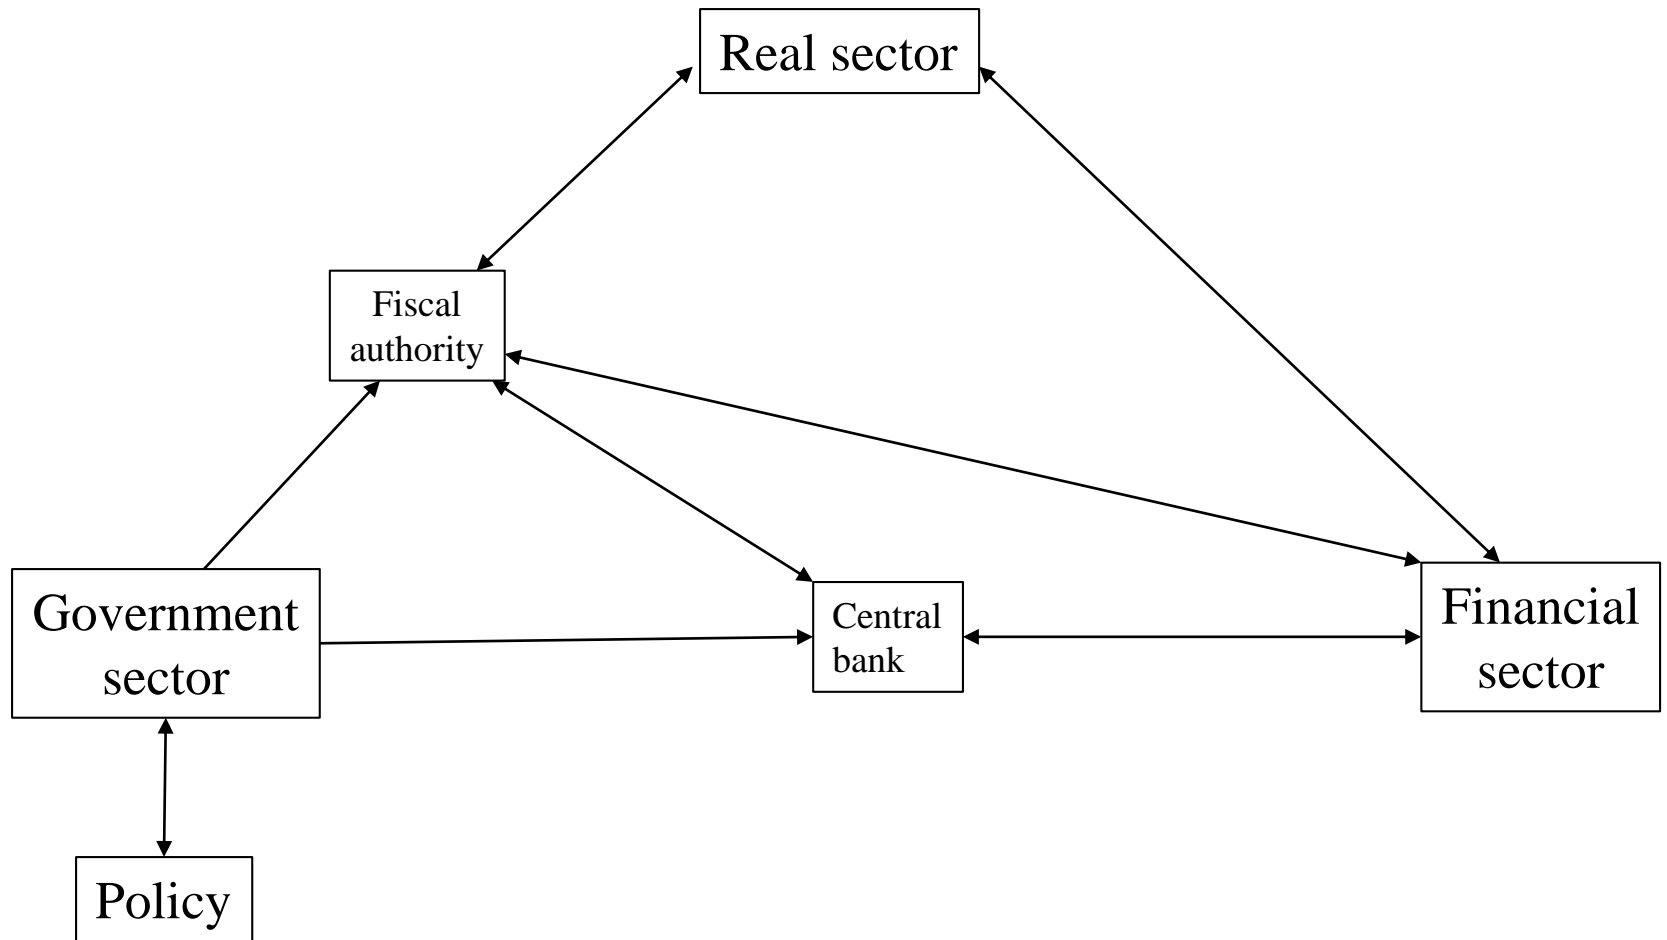 Real sector
Fiscal
authority
Government
sector
Central
bank
Financial
sector
Policy